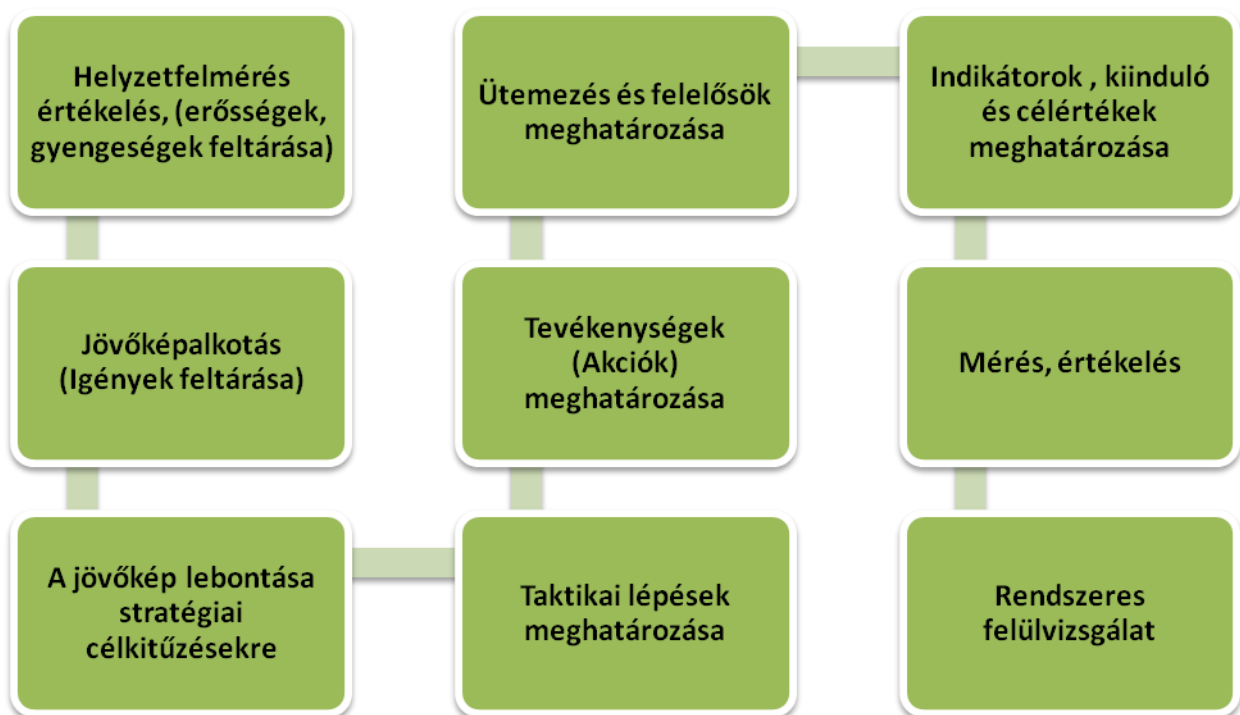 Helyzetfelmérés
értékelés, (erősségek,
gyengeségek feltárása)
Jövőképalkotás
(Igények feltárása)
A jövőkép lebontása
stratégiai
célkitűzésekre
Taktikai lépések
meghatározása
Tevékenységek
(Akciók)
meghatározása
Ütemezés és felelősök
meghatározása
Indikátorok , kiinduló
és célértékek
meghatározása
Mérés, értékelés
Rendszeres
felülvizsgálat